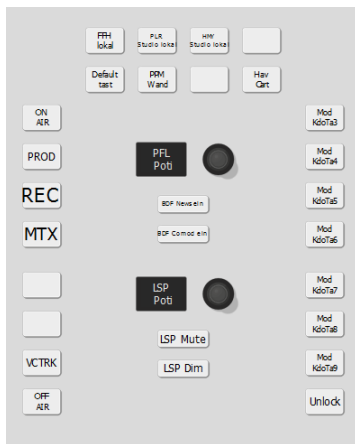 FFH
lokal
PLR
Studio lokal
HMY
Studio lokal
Default
tast
PPM
Wand
Hav
Cart
ON
AIR
Mod
KdoTa3
PROD
PFL
Poti
Mod
KdoTa4
REC
BDF News ein
Mod
KdoTa5
MTX
BDF Comod ein
Mod
KdoTa6
LSP
Poti
Mod
KdoTa7
LSP Mute
Mod
KdoTa8
VCTRK
LSP Dim
Mod
KdoTa9
OFF
AIR
Unlock